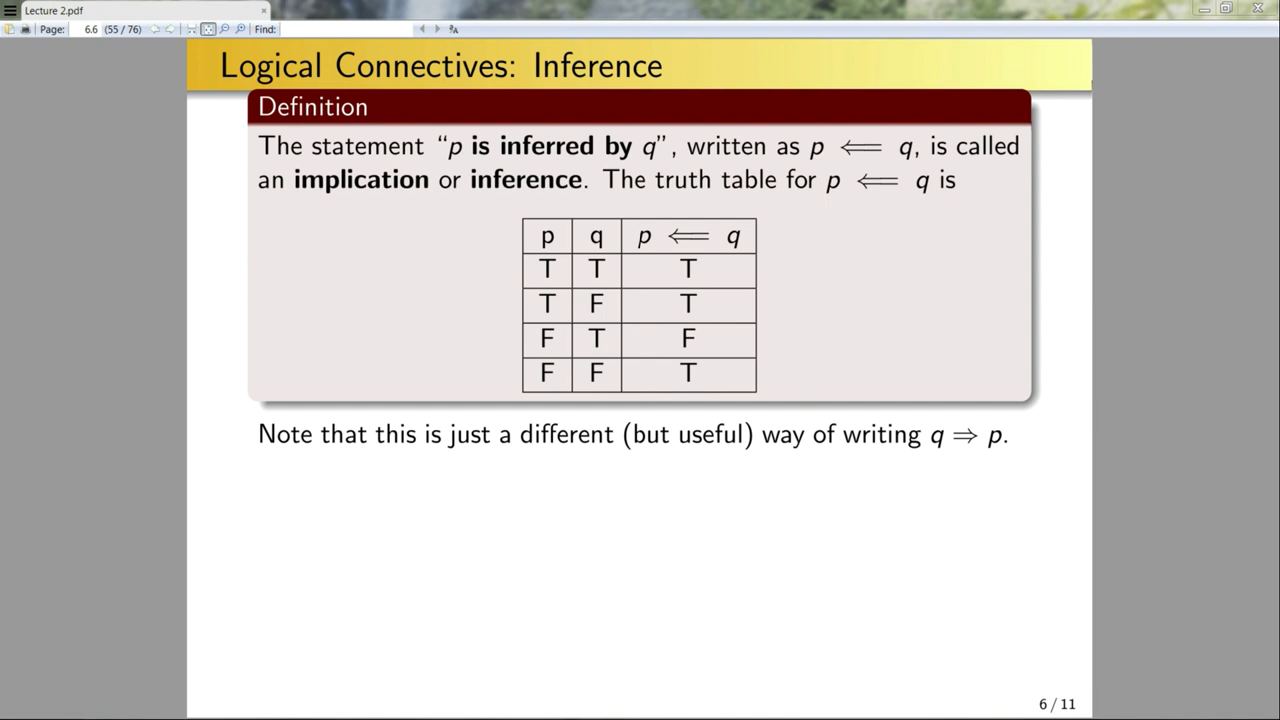 Lecture 2.pdf
Page: 6.6 (55 / 76) Find:
Logical Connectives: Inference
Definition
The statement “p is inferred by q”, written as p ⟸ q, is called
an implication or inference. The truth table for p ⟸ q is
p q p ⟸ q
T T T
T F T
F T F
F F T
Note that this is just a different (but useful) way of writing q ⇒ p.
6 / 11